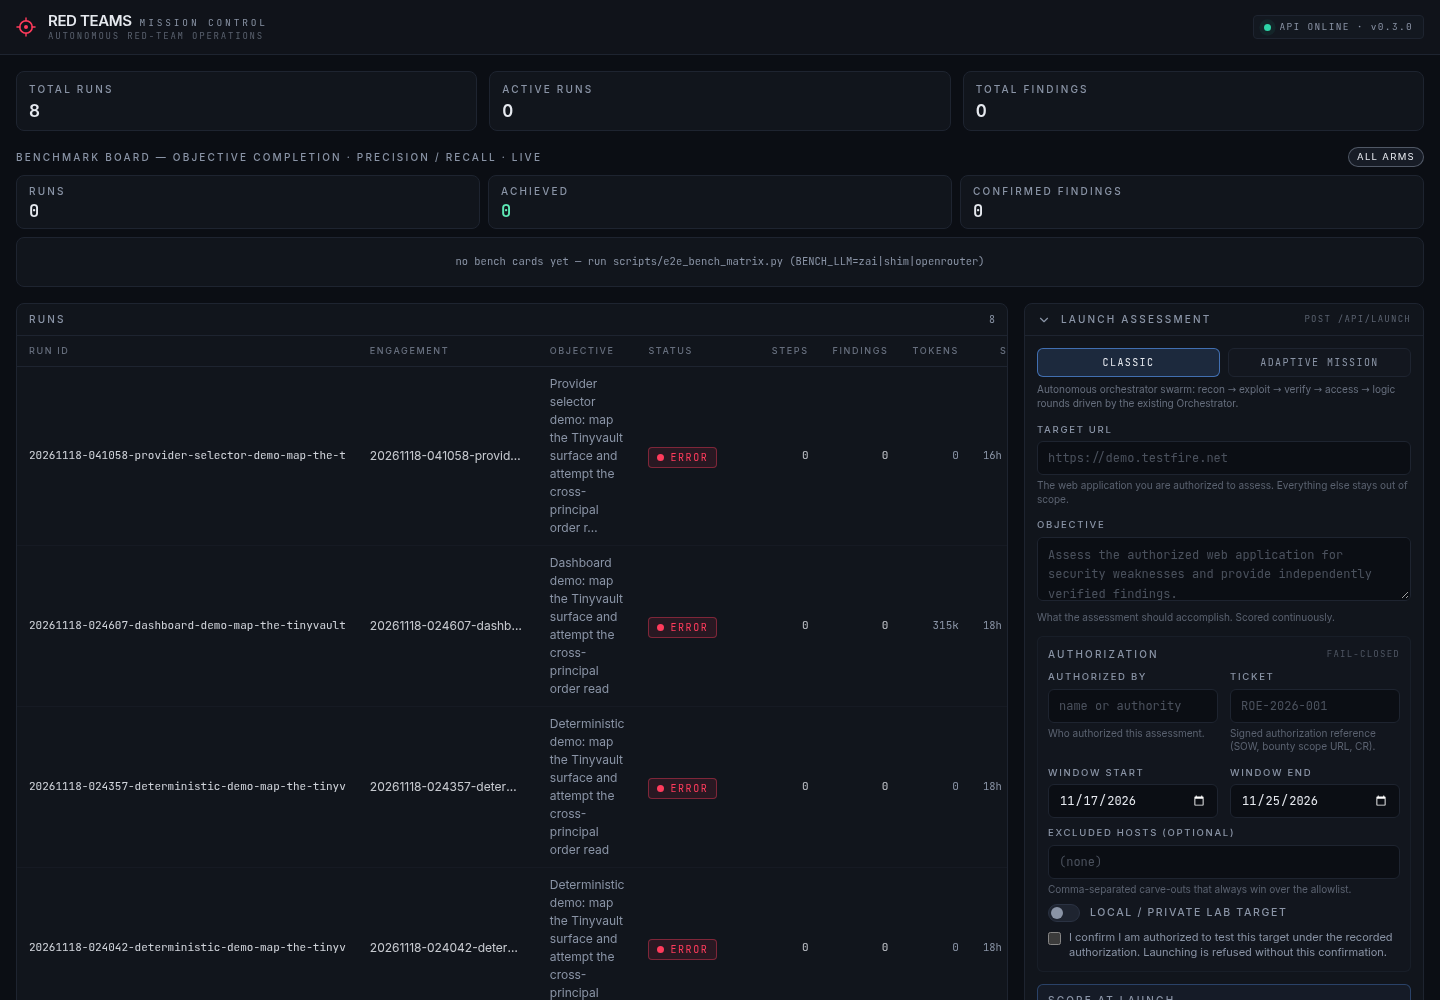 RED TEAMS MISSION CONTROL
AUTONOMOUS RED-TEAM OPERATIONS
API ONLINE · v0.3.0
TOTAL RUNS
8
ACTIVE RUNS
0
TOTAL FINDINGS
0
BENCHMARK BOARD — OBJECTIVE COMPLETION · PRECISION / RECALL · LIVE
ALL ARMS
RUNS
0
ACHIEVED
0
CONFIRMED FINDINGS
0
no bench cards yet — run scripts/e2e_bench_matrix.py (BENCH_LLM=zai|shim|openrouter)
RUNS
8
RUN ID ENGAGEMENT OBJECTIVE STATUS STEPS FINDINGS TOKENS S
20261118-041058-provider-selector-demo-map-the-t
20261118-041058-provid...
Provider
selector
demo: map
the Tinyvault
surface and
attempt the
cross-
principal
order r...
ERROR
0
0
0
16h
20261118-024607-dashboard-demo-map-the-tinyvault
20261118-024607-dashb...
Dashboard
demo: map
the Tinyvault
surface and
attempt the
cross-
principal
order read
ERROR
0
0
315k
18h
20261118-024357-deterministic-demo-map-the-tinyv
20261118-024357-deter...
Deterministic
demo: map
the Tinyvault
surface and
attempt the
cross-
principal
order read
ERROR
0
0
0
18h
20261118-024042-deterministic-demo-map-the-tinyv
20261118-024042-deter...
Deterministic
demo: map
the Tinyvault
surface and
attempt the
cross-
principal
ERROR
0
0
0
18h
LAUNCH ASSESSMENT
POST /API/LAUNCH
CLASSIC
ADAPTIVE MISSION
Autonomous orchestrator swarm: recon → exploit → verify → access → logic
rounds driven by the existing Orchestrator.
TARGET URL
https://demo.testfire.net
The web application you are authorized to assess. Everything else stays out of
scope.
OBJECTIVE
Assess the authorized web application for
security weaknesses and provide independently
verified findings.
What the assessment should accomplish. Scored continuously.
AUTHORIZATION
FAIL-CLOSED
AUTHORIZED BY
name or authority
Who authorized this assessment.
TICKET
ROE-2026-001
Signed authorization reference
(SOW, bounty scope URL, CR).
WINDOW START
11/17/2026
WINDOW END
11/25/2026
EXCLUDED HOSTS (OPTIONAL)
(none)
Comma-separated carve-outs that always win over the allowlist.
LOCAL / PRIVATE LAB TARGET
I confirm I am authorized to test this target under the recorded
authorization. Launching is refused without this confirmation.
SCOPE AT LAUNCH